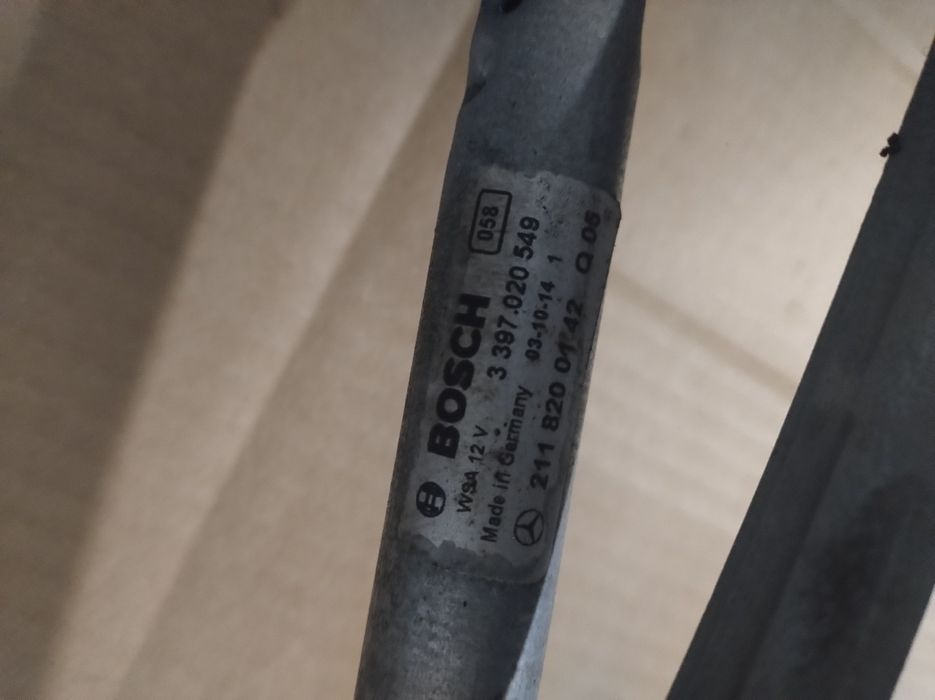 BOSCH 058
WSA 12 V 3 397.020 549
Made in Germany 03-10-14 1
211 820 01 42 Q 06